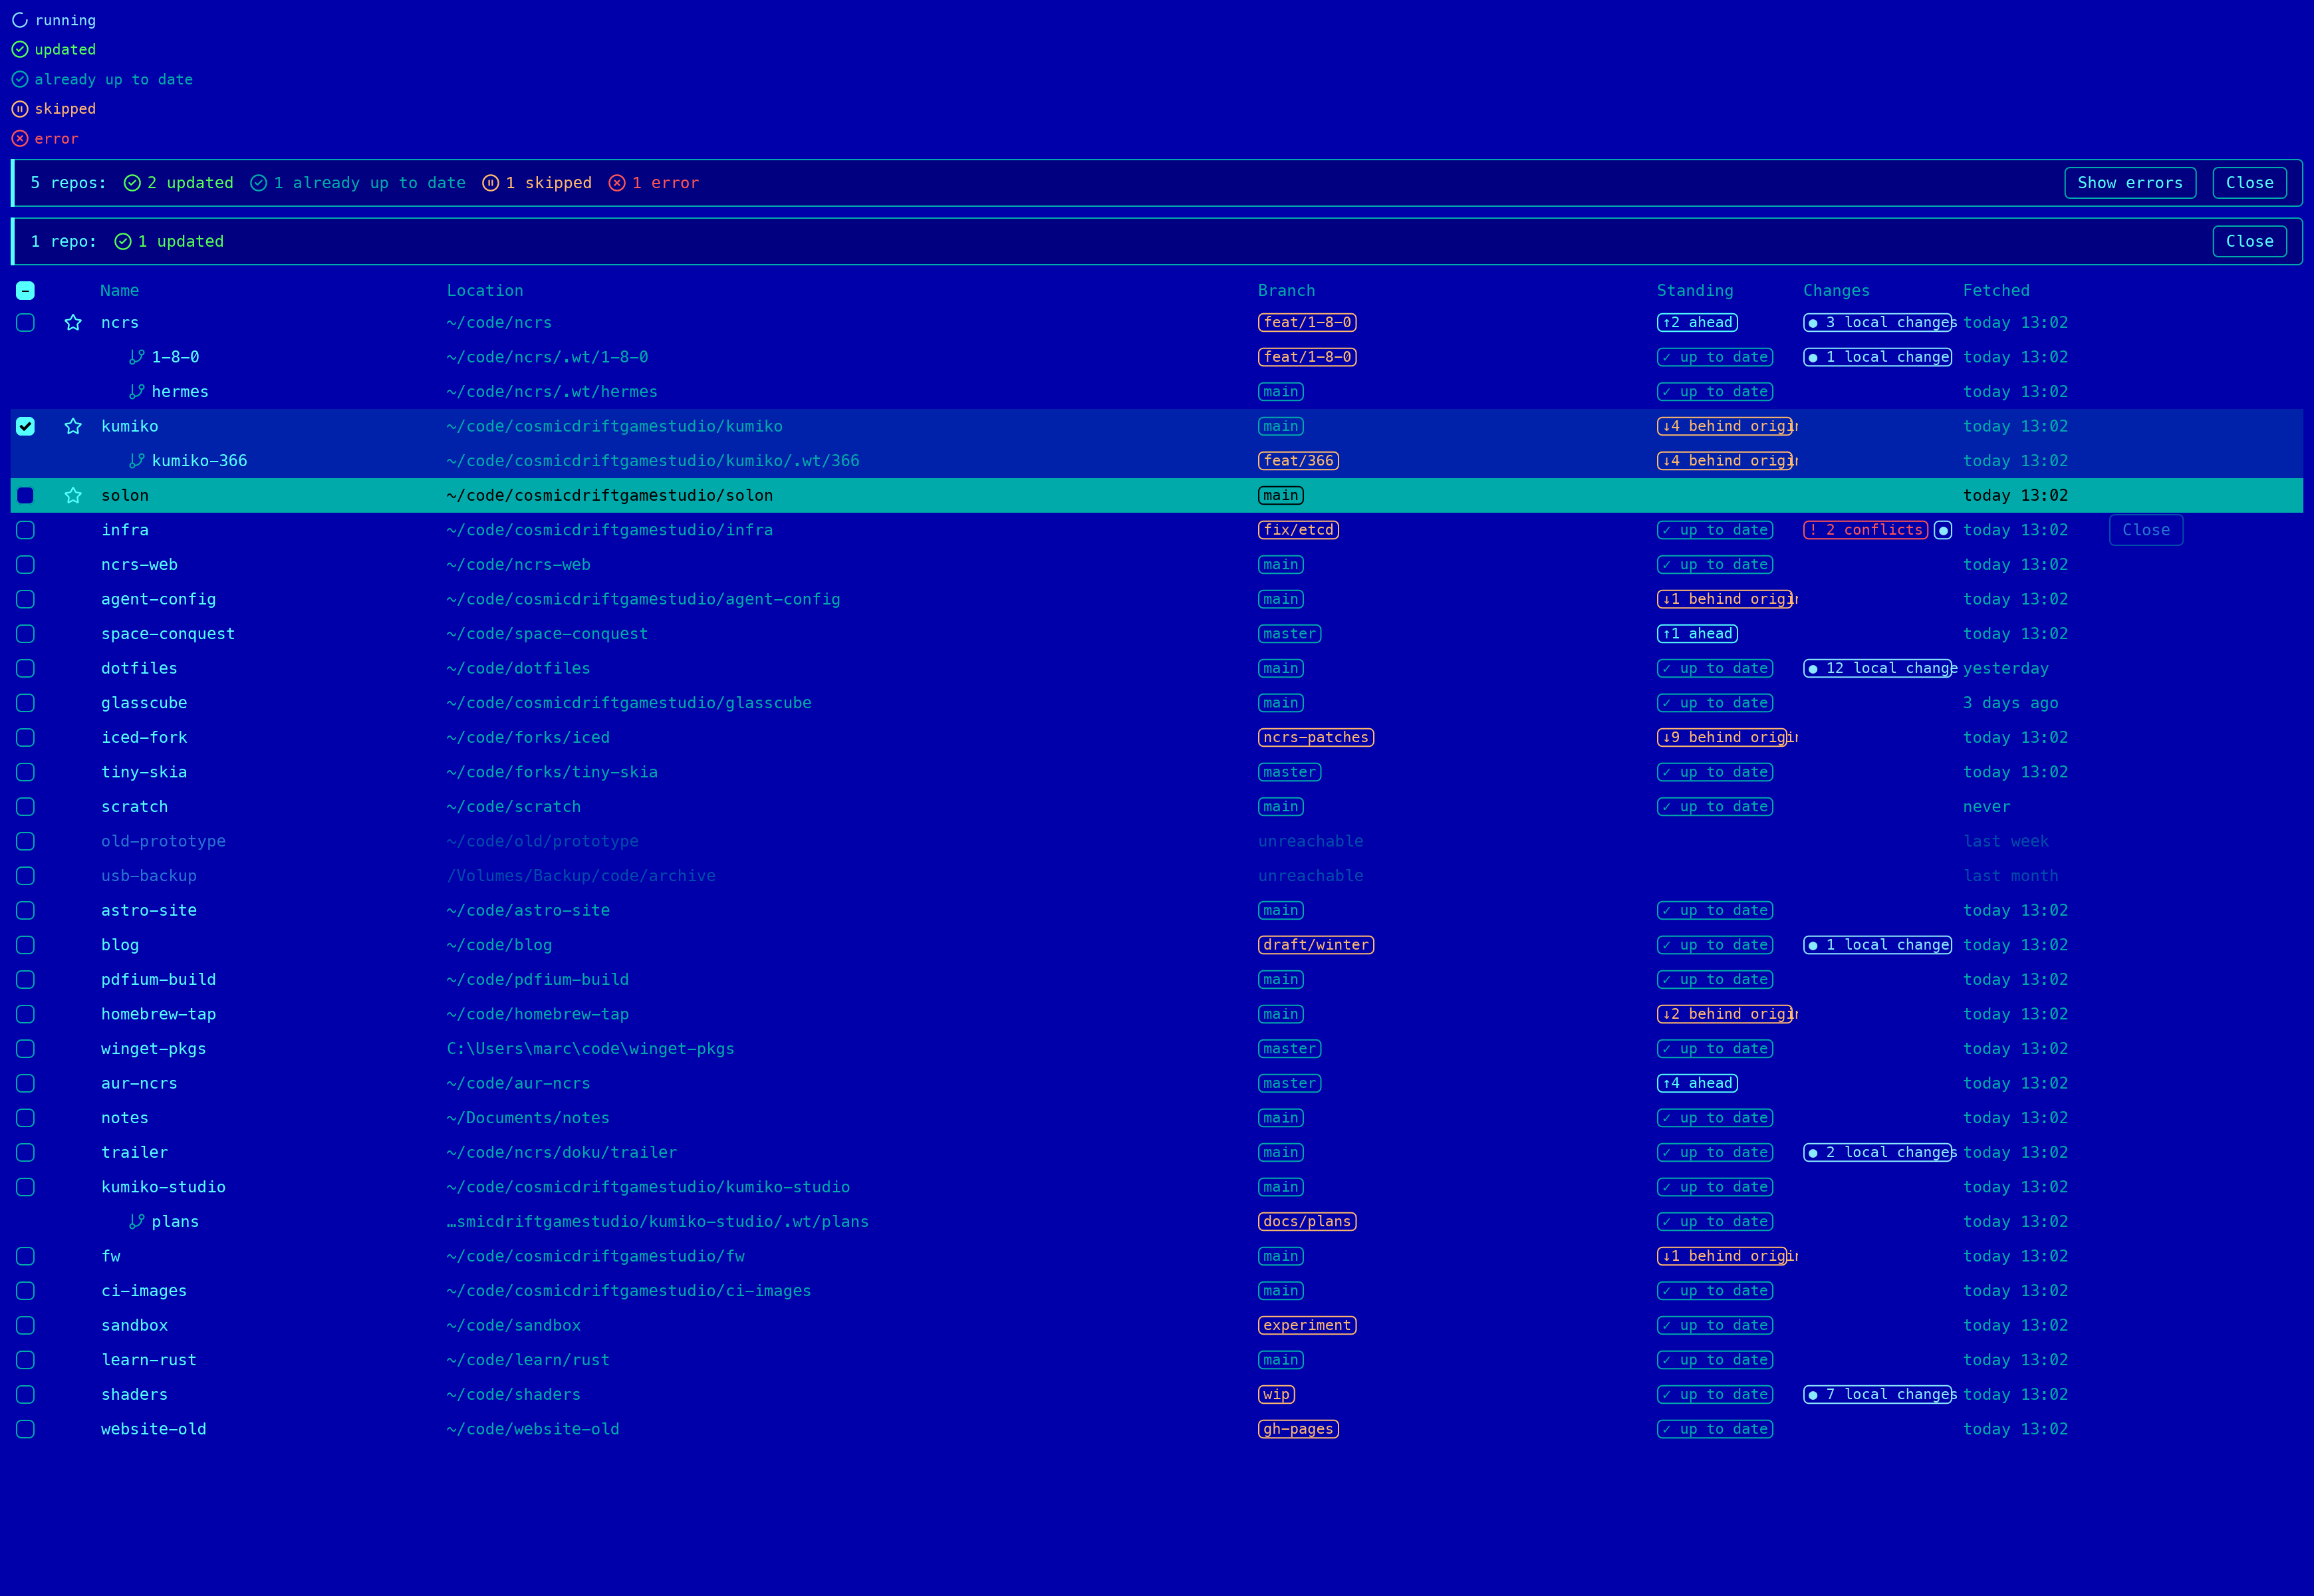 running
updated
already up to date
skipped
error
5 repos: 2 updated 1 already up to date 1 skipped 1 error Show errors Close
1 repo: 1 updated Close
Name Location Branch Standing Changes Fetched
ncrs ~/code/ncrs feat/1-8-0 ↑2 ahead ● 3 local changes today 13:02
1-8-0 ~/code/ncrs/.wt/1-8-0 feat/1-8-0 ✓ up to date ● 1 local change today 13:02
hermes ~/code/ncrs/.wt/hermes main ✓ up to date today 13:02
kumiko ~/code/cosmicdriftgamestudio/kumiko main ↓4 behind origin today 13:02
kumiko-366 ~/code/cosmicdriftgamestudio/kumiko/.wt/366 feat/366 ↓4 behind origin today 13:02
solon ~/code/cosmicdriftgamestudio/solon main today 13:02
infra ~/code/cosmicdriftgamestudio/infra fix/etcd ✓ up to date ! 2 conflicts ● today 13:02 Close
ncrs-web ~/code/ncrs-web main ✓ up to date today 13:02
agent-config ~/code/cosmicdriftgamestudio/agent-config main ↓1 behind origin today 13:02
space-conquest ~/code/space-conquest master ↑1 ahead today 13:02
dotfiles ~/code/dotfiles main ✓ up to date ● 12 local change yesterday
glasscube ~/code/cosmicdriftgamestudio/glasscube main ✓ up to date 3 days ago
iced-fork ~/code/forks/iced ncrs-patches ↓9 behind origin today 13:02
tiny-skia ~/code/forks/tiny-skia master ✓ up to date today 13:02
scratch ~/code/scratch main ✓ up to date never
old-prototype ~/code/old/prototype unreachable last week
usb-backup /Volumes/Backup/code/archive unreachable last month
astro-site ~/code/astro-site main ✓ up to date today 13:02
blog ~/code/blog draft/winter ✓ up to date ● 1 local change today 13:02
pdfium-build ~/code/pdfium-build main ✓ up to date today 13:02
homebrew-tap ~/code/homebrew-tap main ↓2 behind origin today 13:02
winget-pkgs C:\Users\marc\code\winget-pkgs master ✓ up to date today 13:02
aur-ncrs ~/code/aur-ncrs master ↑4 ahead today 13:02
notes ~/Documents/notes main ✓ up to date today 13:02
trailer ~/code/ncrs/doku/trailer main ✓ up to date ● 2 local changes today 13:02
kumiko-studio ~/code/cosmicdriftgamestudio/kumiko-studio main ✓ up to date today 13:02
plans …smicdriftgamestudio/kumiko-studio/.wt/plans docs/plans ✓ up to date today 13:02
fw ~/code/cosmicdriftgamestudio/fw main ↓1 behind origin today 13:02
ci-images ~/code/cosmicdriftgamestudio/ci-images main ✓ up to date today 13:02
sandbox ~/code/sandbox experiment ✓ up to date today 13:02
learn-rust ~/code/learn/rust main ✓ up to date today 13:02
shaders ~/code/shaders wip ✓ up to date ● 7 local changes today 13:02
website-old ~/code/website-old gh-pages ✓ up to date today 13:02